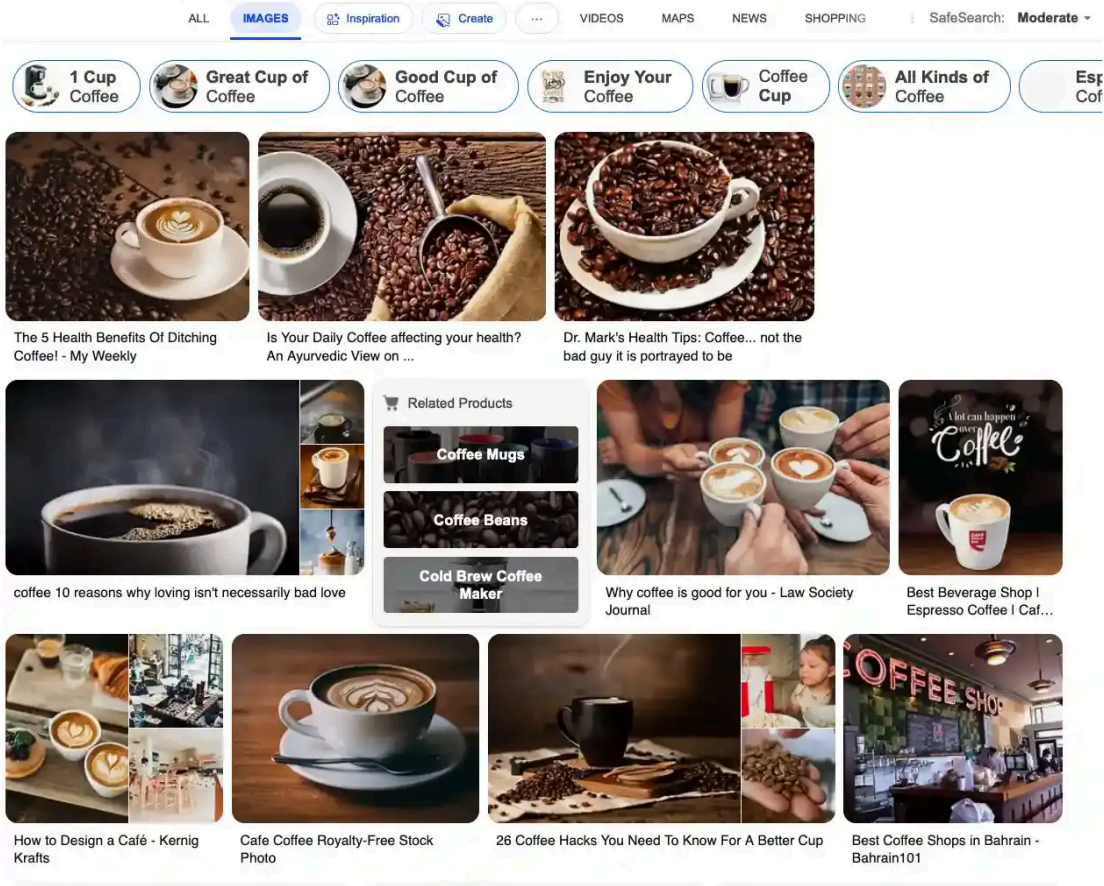 ALL IMAGES Inspiration Create ... VIDEOS MAPS NEWS SHOPPING SafeSearch: Moderate
1 Cup
Coffee
Great Cup of
Coffee
Good Cup of
Coffee
Enjoy Your
Coffee
Coffee
Cup
All Kinds of
Coffee
Esp
Cof
The 5 Health Benefits Of Ditching
Coffee! - My Weekly
Is Your Daily Coffee affecting your health?
An Ayurvedic View on ...
Dr. Mark's Health Tips: Coffee... not the
bad guy it is portrayed to be
coffee 10 reasons why loving isn't necessarily bad love
Related Products
Coffee Mugs
Coffee Beans
Cold Brew Coffee
Maker
Why coffee is good for you - Law Society
Journal
A lot can happen
over
Coffee
Best Beverage Shop |
Espresso Coffee | Caf...
How to Design a Café - Kernig
Krafts
Cafe Coffee Royalty-Free Stock
Photo
26 Coffee Hacks You Need To Know For A Better Cup
COFFEE SHOP
Best Coffee Shops in Bahrain -
Bahrain101